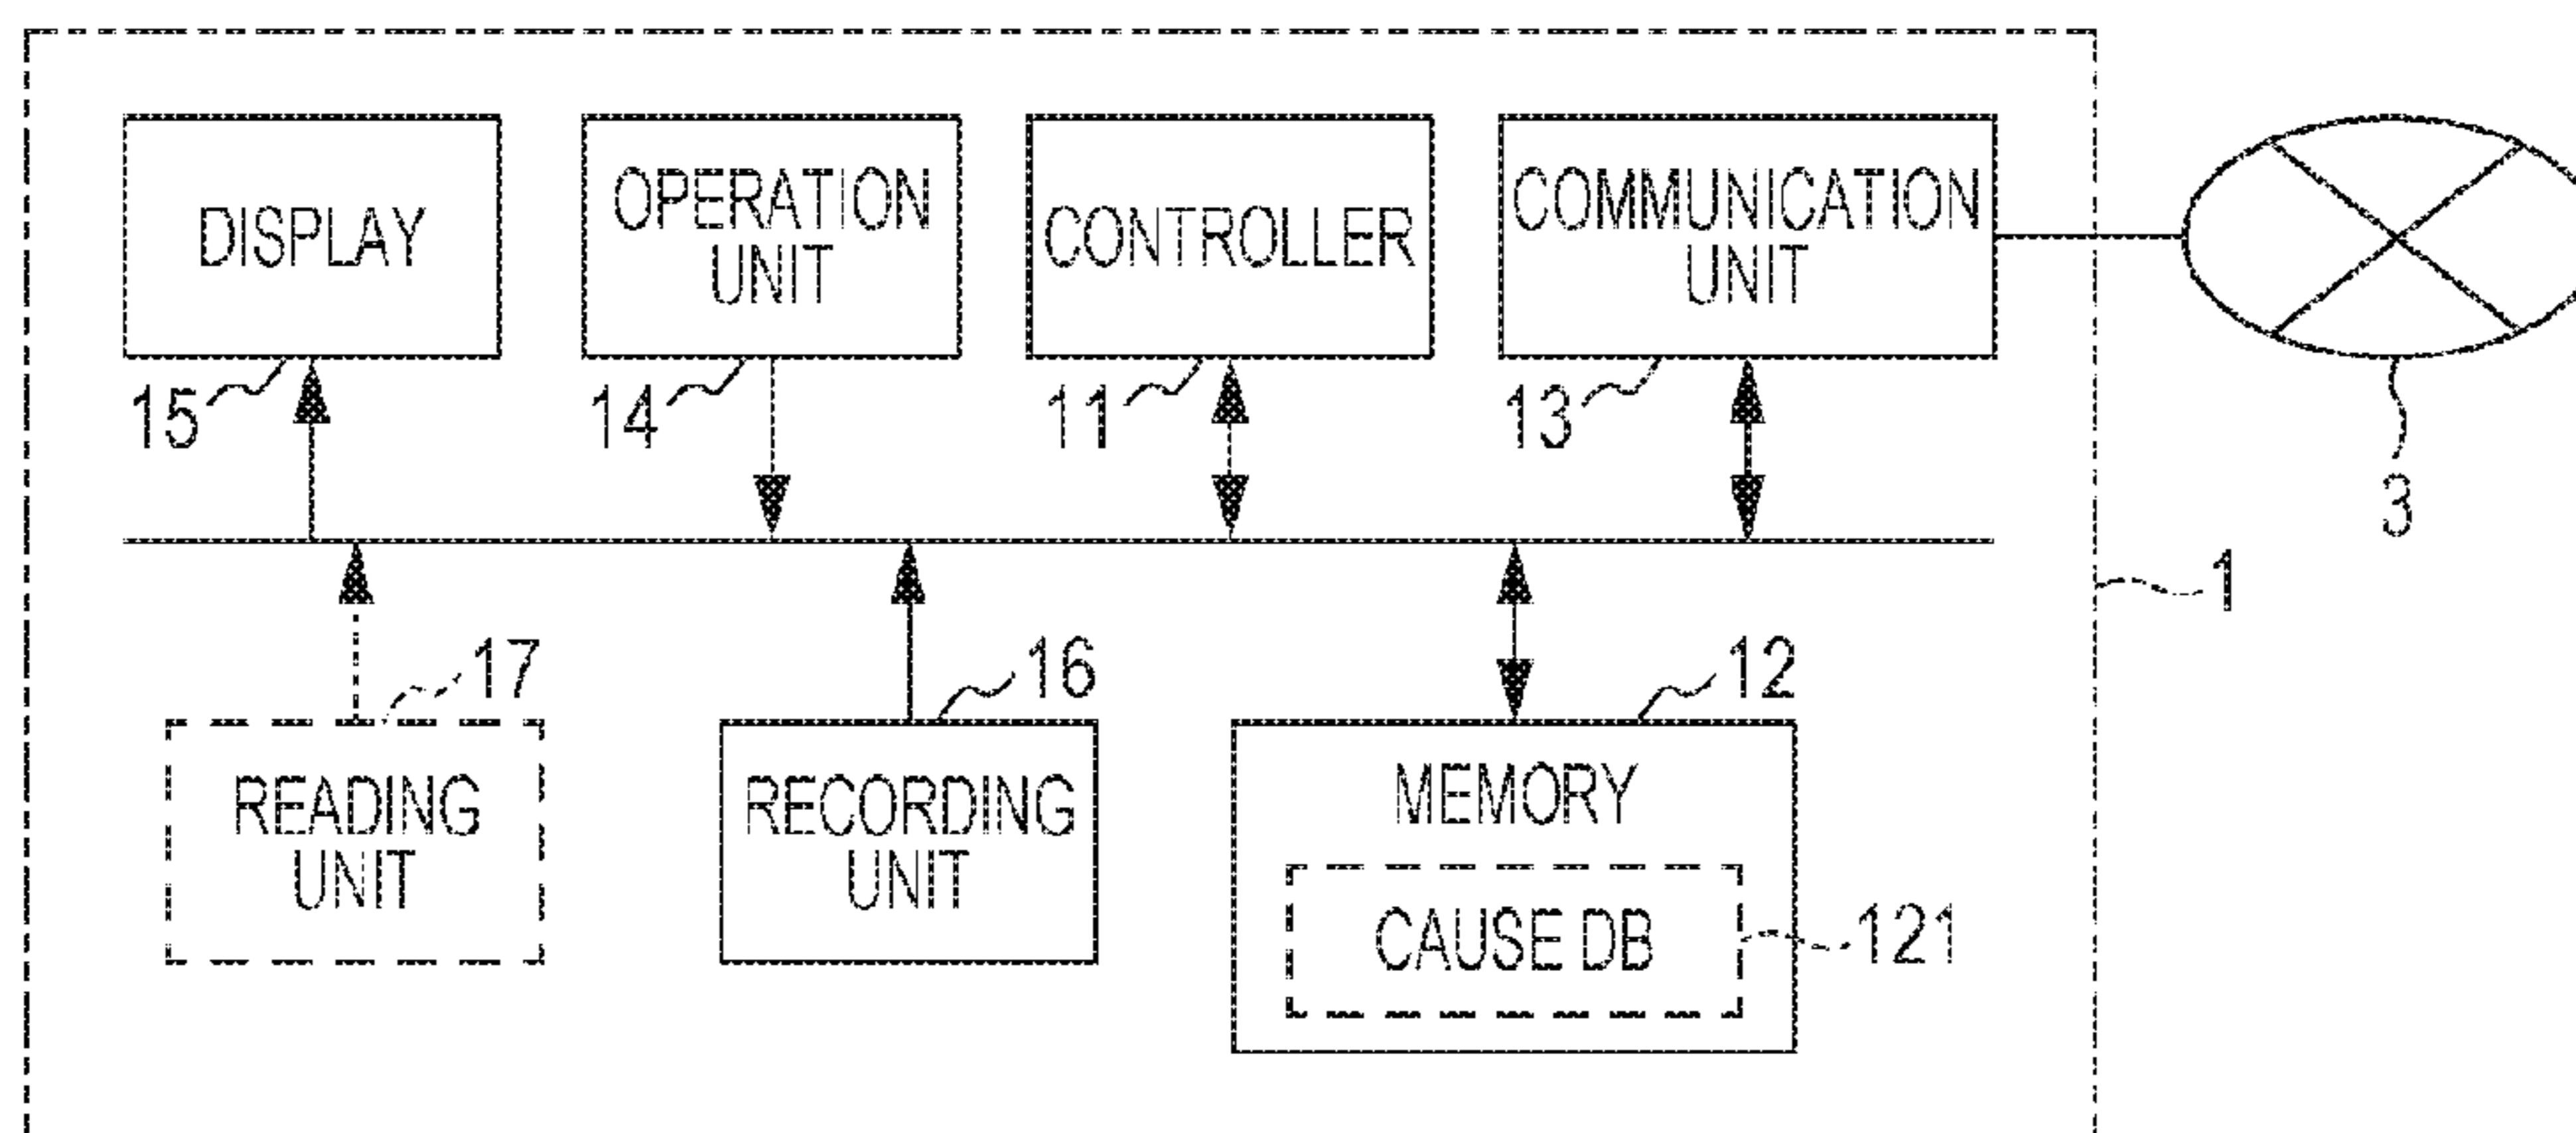 DISPLAY
OPERATION
UNIT
CONTROLLER
COMMUNICATION
UNIT
15
14
11
13
3
1
17
16
12
READING
UNIT
RECORDING
UNIT
MEMORY
CAUSE DB
121